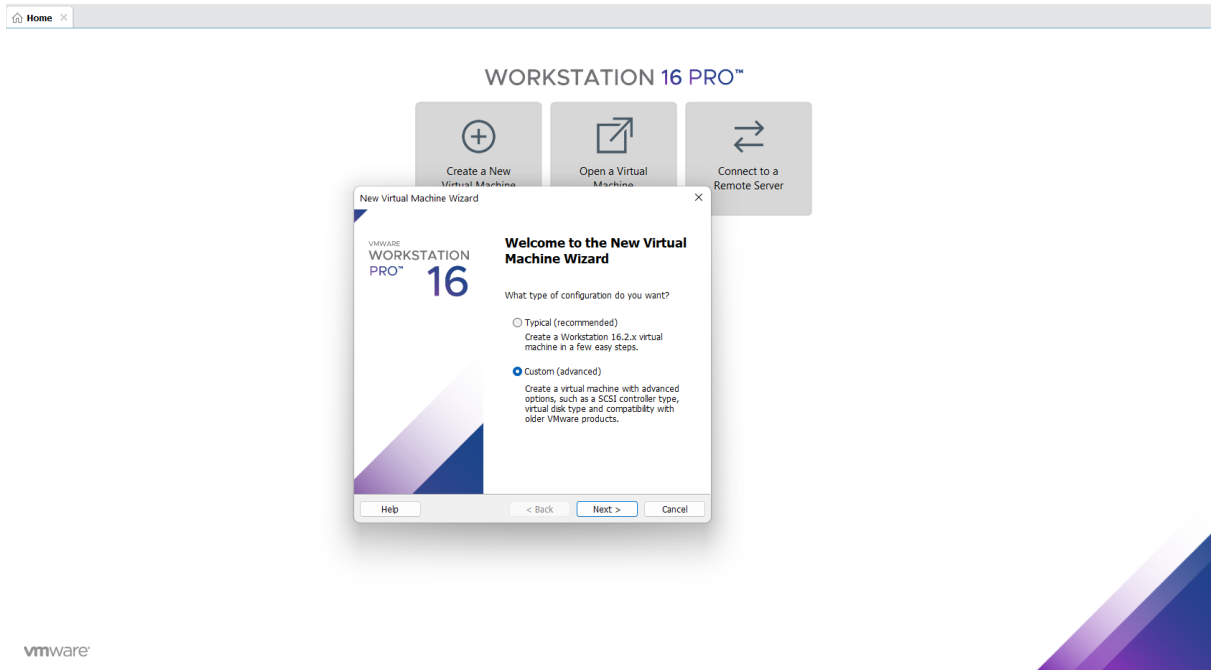 Home
WORKSTATION 16 PRO™
Create a New
Virtual Machine
Open a Virtual
Machine
Connect to a
Remote Server
New Virtual Machine Wizard
VMWARE
WORKSTATION
PRO™ 16
Welcome to the New Virtual
Machine Wizard
What type of configuration do you want?
Typical (recommended)
Create a Workstation 16.2.x virtual
machine in a few easy steps.
Custom (advanced)
Create a virtual machine with advanced
options, such as a SCSI controller type,
virtual disk type and compatibility with
older VMware products.
Help
< Back
Next >
Cancel
vmware®